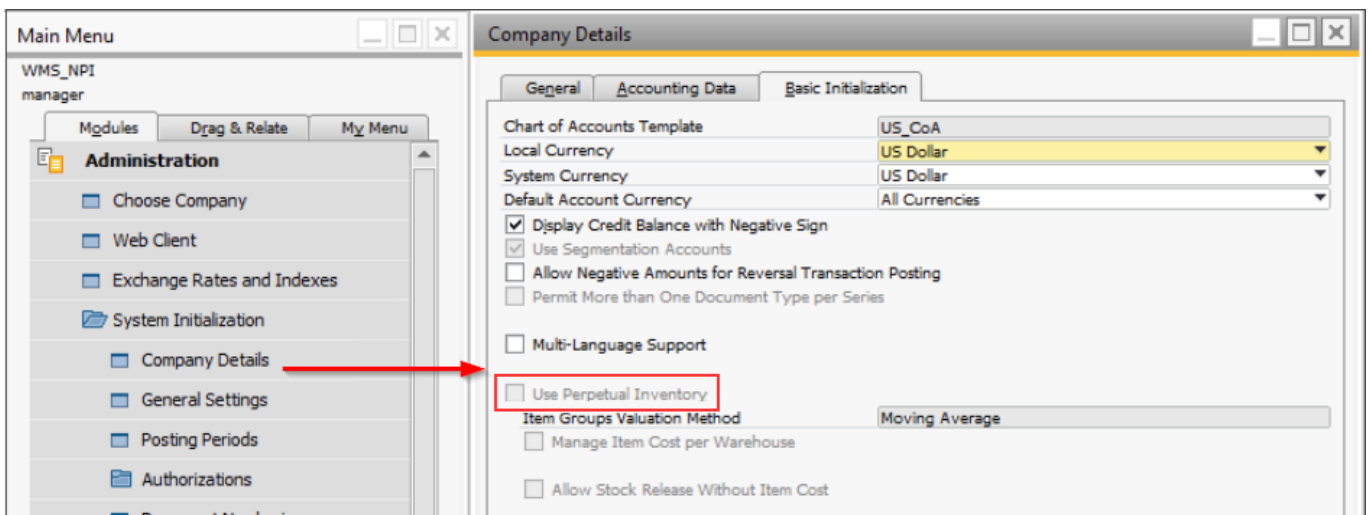 Main Menu
WMS_NPI
manager
Modules
Drag & Relate
My Menu
Administration
Choose Company
Web Client
Exchange Rates and Indexes
System Initialization
Company Details
General Settings
Posting Periods
Authorizations
Company Details
General
Accounting Data
Basic Initialization
Chart of Accounts Template US_CoA
Local Currency US Dollar
System Currency US Dollar
Default Account Currency All Currencies
Display Credit Balance with Negative Sign
Use Segmentation Accounts
Allow Negative Amounts for Reversal Transaction Posting
Permit More than One Document Type per Series
Multi-Language Support
Use Perpetual Inventory
Item Groups Valuation Method Moving Average
Manage Item Cost per Warehouse
Allow Stock Release Without Item Cost